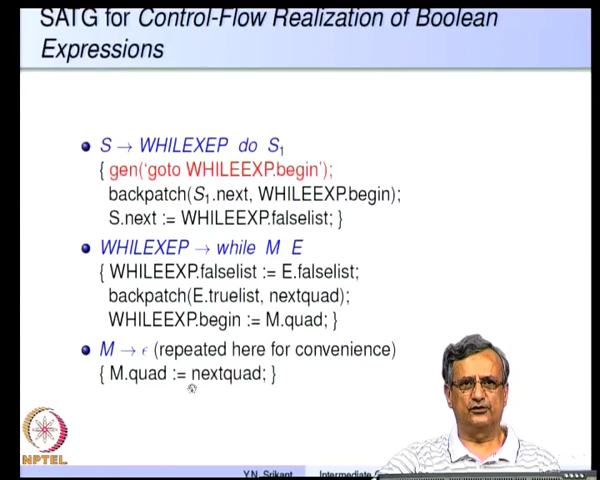 SATG for Control-Flow Realization of Boolean
Expressions
S → WHILEXEP do S₁
{ gen('goto WHILEEXP.begin');
backpatch(S₁.next, WHILEEXP.begin);
S.next := WHILEEXP.falselist; }
WHILEXEP → while M E
{ WHILEEXP.falselist := E.falselist;
backpatch(E.truelist, nextquad);
WHILEEXP.begin := M.quad; }
M → ϵ (repeated here for convenience)
{ M.quad := nextquad; }
NPTEL
Y.N. Srikant Intermediate